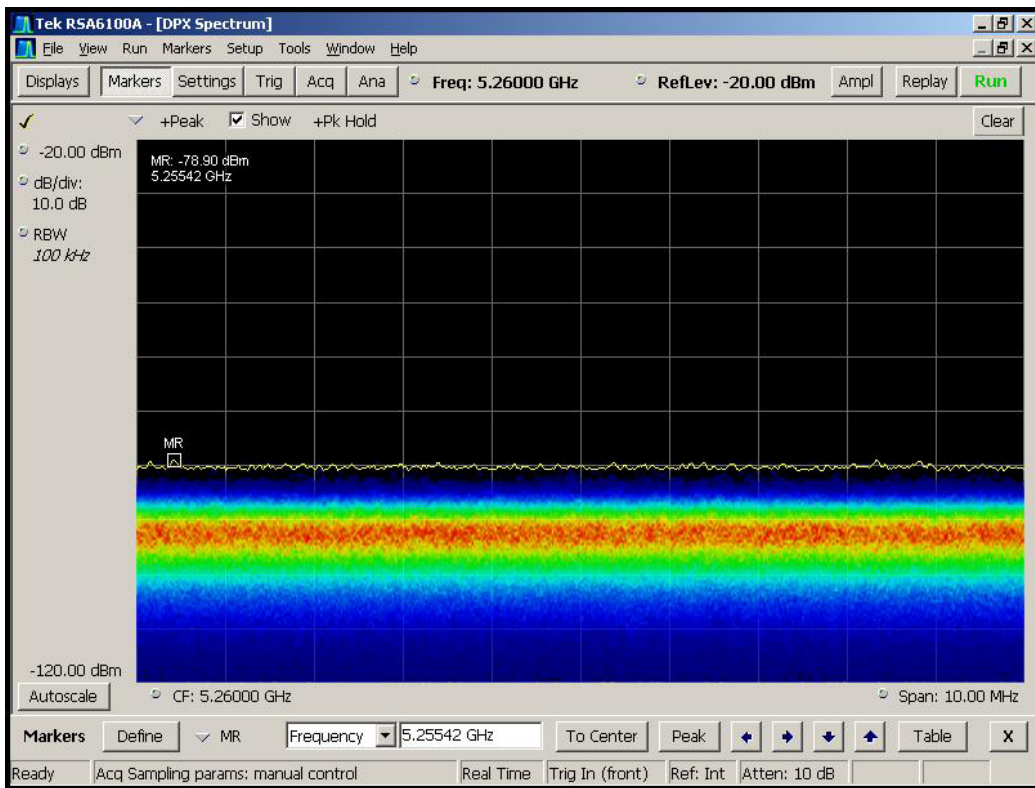 Tek RSA6100A - [DPX Spectrum]
File View Run Markers Setup Tools Window Help
Displays Markers Settings Trig Acq Ana Freq: 5.26000 GHz RefLev: -20.00 dBm Ampl Replay Run
+Peak Show +Pk Hold Clear
-20.00 dBm
dB/div:
10.0 dB
RBW
100 kHz
MR: -78.90 dBm
5.25542 GHz
MR
-120.00 dBm
Autoscale CF: 5.26000 GHz Span: 10.00 MHz
Markers Define MR Frequency 5.25542 GHz To Center Peak Table X
Ready Acq Sampling params: manual control Real Time Trig In (front) Ref: Int Atten: 10 dB